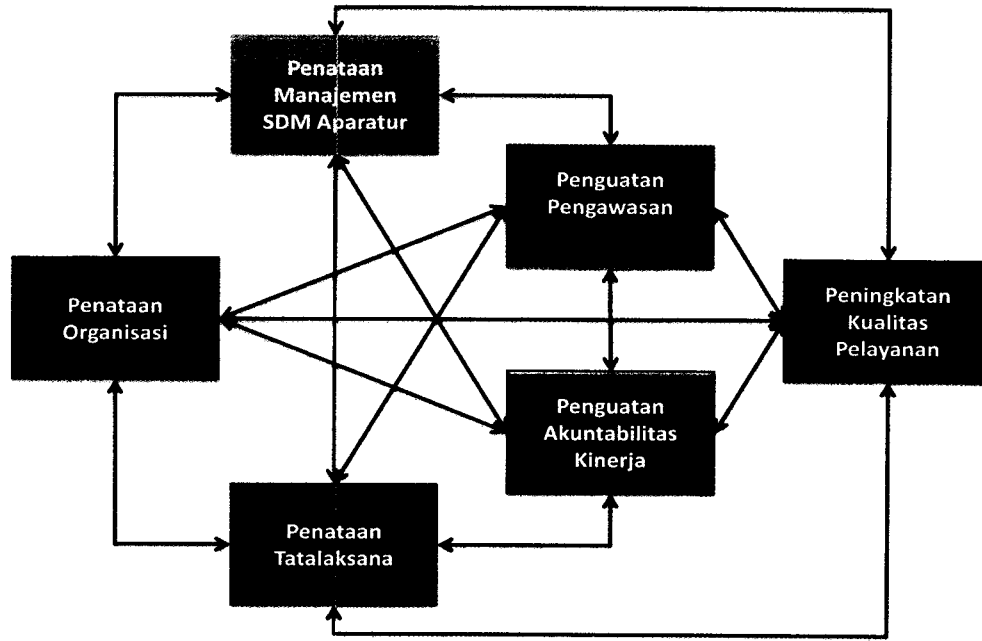 Penataan
Manajemen
SDM Aparatur
Penguatan
Pengawasan
Penataan
Organisasi
Peningkatan
Kualitas
Pelayanan
Penguatan
Akuntabilitas
Kinerja
Penataan
Tatalaksana